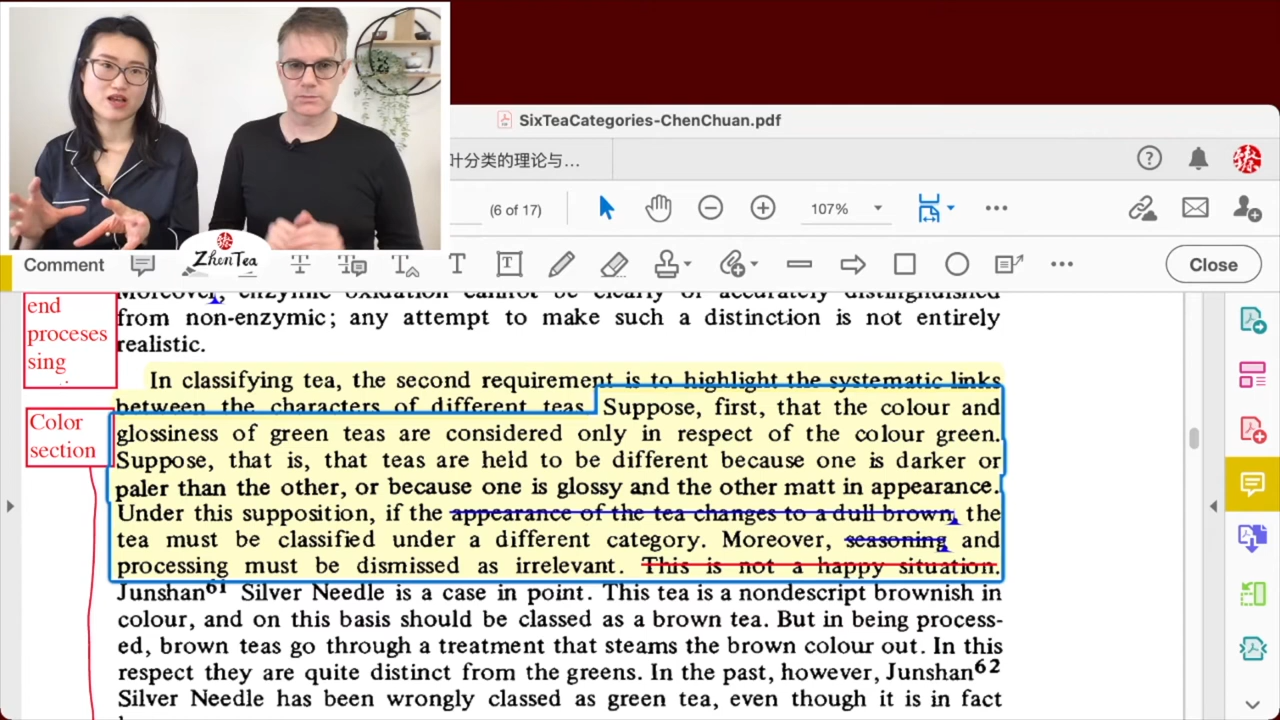 ZhenTea
SixTeaCategories-ChenChuan.pdf
叶分类的理论与...
(6 of 17)
107%
Comment
Close
end
proceses
sing
Color
section
Moreover, enzymic oxidation cannot be clearly or accurately distinguished
from non-enzymic; any attempt to make such a distinction is not entirely
realistic.
In classifying tea, the second requirement is to highlight the systematic links
between the characters of different teas. Suppose, first, that the colour and
glossiness of green teas are considered only in respect of the colour green.
Suppose, that is, that teas are held to be different because one is darker or
paler than the other, or because one is glossy and the other matt in appearance.
Under this supposition, if the appearance of the tea changes to a dull brown, the
tea must be classified under a different category. Moreover, seasoning and
processing must be dismissed as irrelevant. This is not a happy situation.
Junshan61 Silver Needle is a case in point. This tea is a nondescript brownish in
colour, and on this basis should be classed as a brown tea. But in being process-
ed, brown teas go through a treatment that steams the brown colour out. In this
respect they are quite distinct from the greens. In the past, however, Junshan62
Silver Needle has been wrongly classed as green tea, even though it is in fact